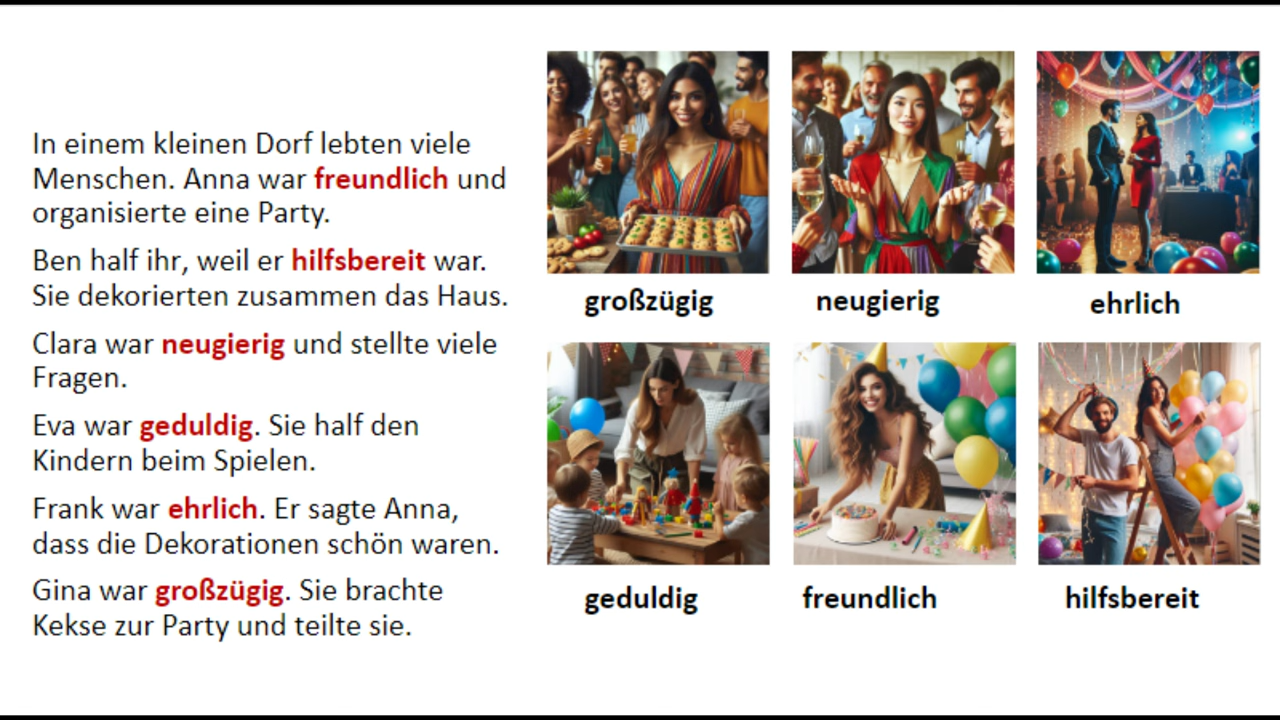 In einem kleinen Dorf lebten viele
Menschen. Anna war freundlich und
organisierte eine Party.
Ben half ihr, weil er hilfsbereit war.
Sie dekorierten zusammen das Haus.
Clara war neugierig und stellte viele
Fragen.
Eva war geduldig. Sie half den
Kindern beim Spielen.
Frank war ehrlich. Er sagte Anna,
dass die Dekorationen schön waren.
Gina war großzügig. Sie brachte
Kekse zur Party und teilte sie.
großzügig
neugierig
ehrlich
geduldig
freundlich
hilfsbereit